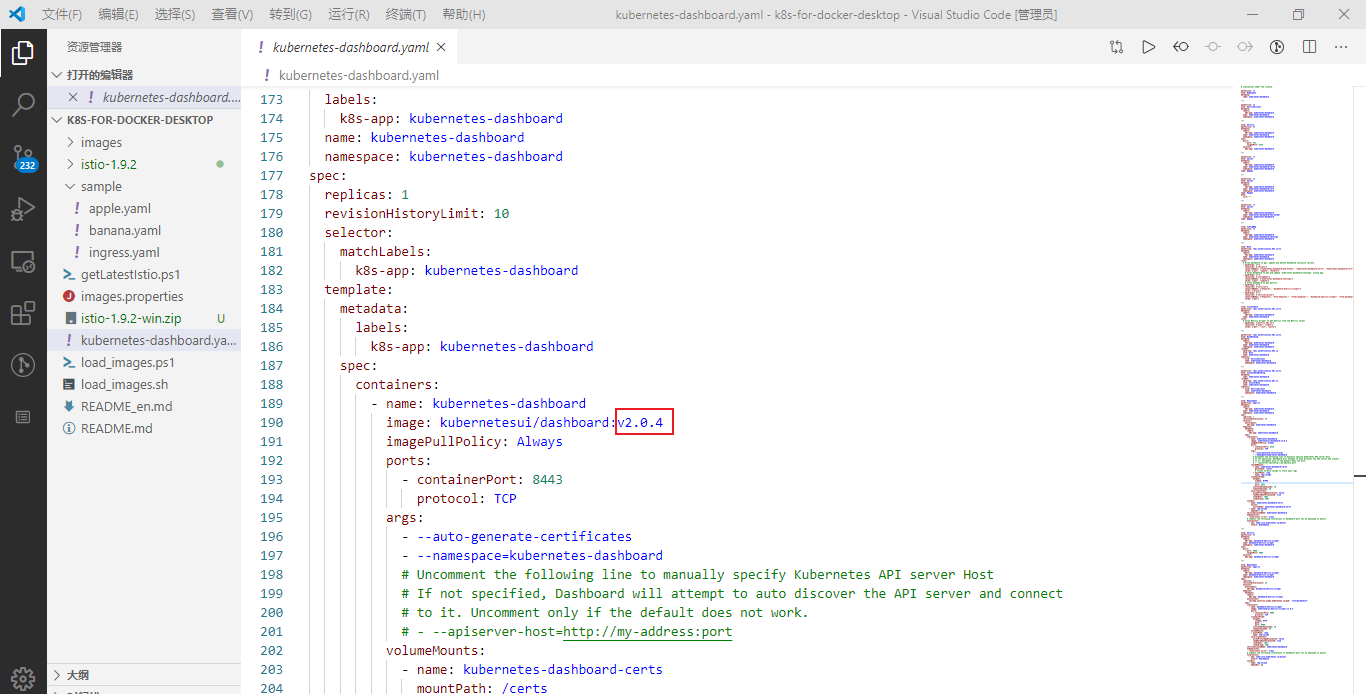 文件(F) 编辑(E) 选择(S) 查看(V) 转到(G) 运行(R) 终端(T) 帮助(H) kubernetes-dashboard.yaml - k8s-for-docker-desktop - Visual Studio Code [管理员]
资源管理器
打开的编辑器
! kubernetes-dashboard....
K8S-FOR-DOCKER-DESKTOP
images
istio-1.9.2
sample
! apple.yaml
! banana.yaml
! ingress.yaml
getLatestIstio.ps1
images.properties
istio-1.9.2-win.zip U
! kubernetes-dashboard.ya...
load_images.ps1
load_images.sh
README_en.md
README.md
大纲
232
! kubernetes-dashboard.yaml
! kubernetes-dashboard.yaml
173 labels:
174 k8s-app: kubernetes-dashboard
175 name: kubernetes-dashboard
176 namespace: kubernetes-dashboard
177 spec:
178 replicas: 1
179 revisionHistoryLimit: 10
180 selector:
181 matchLabels:
182 k8s-app: kubernetes-dashboard
183 template:
184 metadata:
185 labels:
186 k8s-app: kubernetes-dashboard
187 spec:
188 containers:
189 - name: kubernetes-dashboard
190 image: kubernetesui/dashboard:v2.0.4
191 imagePullPolicy: Always
192 ports:
193 - containerPort: 8443
194 protocol: TCP
195 args:
196 - --auto-generate-certificates
197 - --namespace=kubernetes-dashboard
198 # Uncomment the following line to manually specify Kubernetes API server Host
199 # If not specified, Dashboard will attempt to auto discover the API server and connect
200 # to it. Uncomment only if the default does not work.
201 # - --apiserver-host=http://my-address:port
202 volumeMounts:
203 - name: kubernetes-dashboard-certs
204 mountPath: /certs